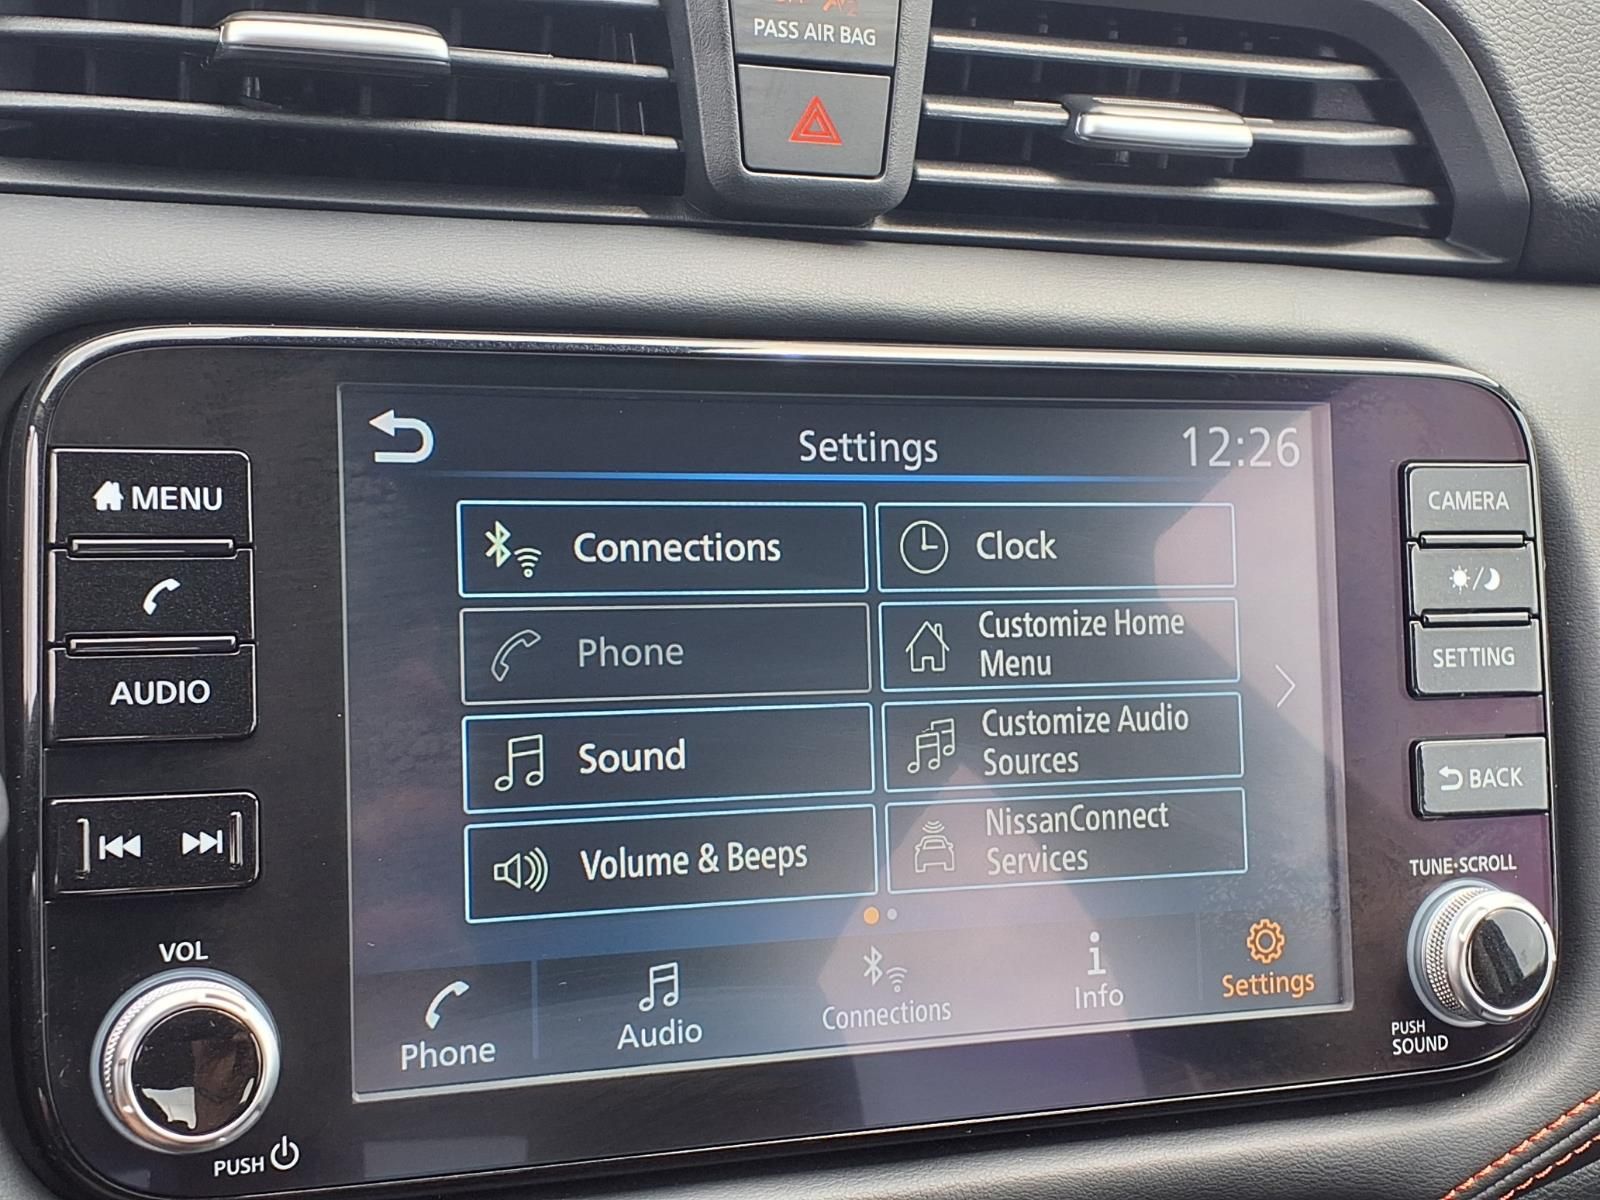 PASS AIR BAG
Settings
12:26
MENU
AUDIO
VOL
PUSH
Connections
Phone
Sound
Volume & Beeps
Clock
Customize Home
Menu
Customize Audio
Sources
NissanConnect
Services
Phone
Audio
Connections
Info
Settings
CAMERA
SETTING
BACK
TUNE·SCROLL
PUSH
SOUND